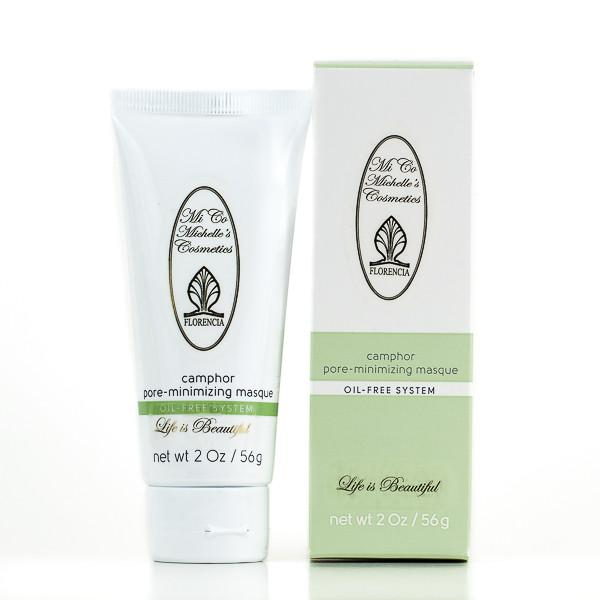 Mi Co
Michelle's
Cosmetics
FLORENCIA
camphor
pore-minimizing masque
OIL-FREE SYSTEM
Life is Beautiful
net wt 2 Oz / 56g
Mi Co
Michelle's
Cosmetics
FLORENCIA
camphor
pore-minimizing masque
OIL-FREE SYSTEM
Life is Beautiful
net wt 2 Oz / 56g